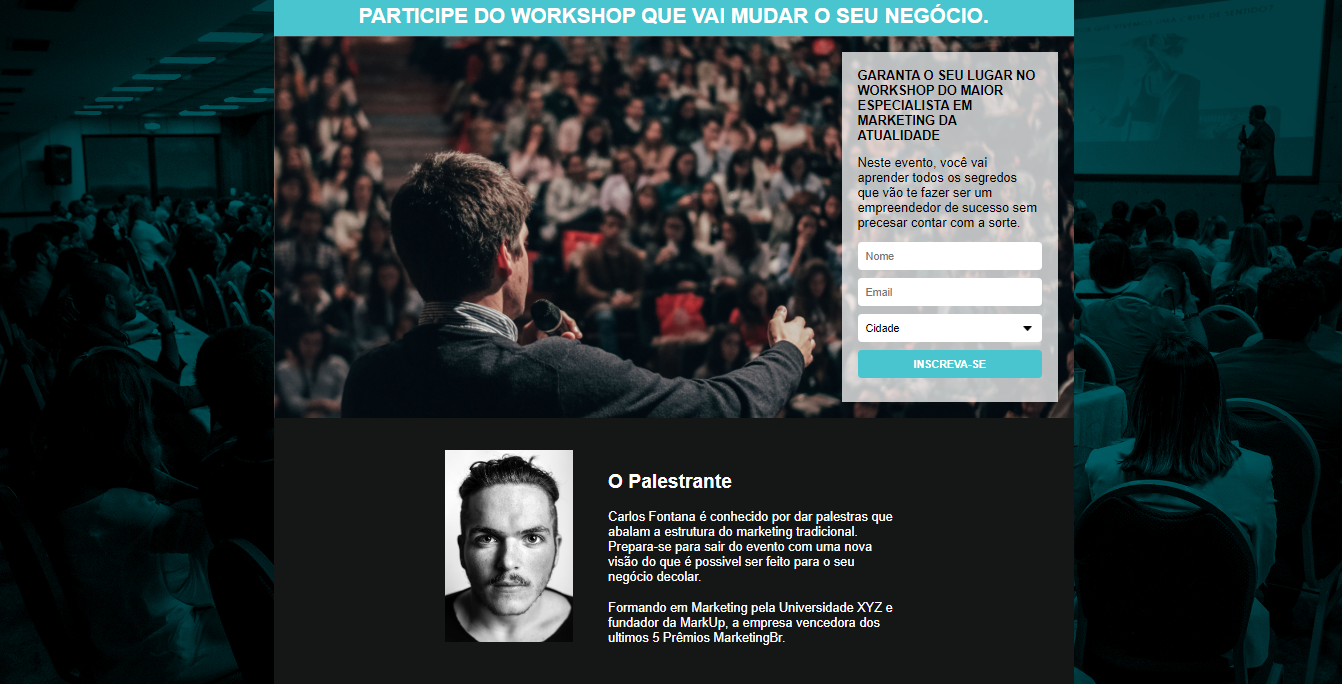 PARTICIPE DO WORKSHOP QUE VAI MUDAR O SEU NEGÓCIO.
GARANTA O SEU LUGAR NO
WORKSHOP DO MAIOR
ESPECIALISTA EM
MARKETING DA
ATUALIDADE
Neste evento, você vai
aprender todos os segredos
que vão te fazer ser um
empreendedor de sucesso sem
precesar contar com a sorte.
Nome
Email
Cidade
INSCREVA-SE
O Palestrante
Carlos Fontana é conhecido por dar palestras que
abalam a estrutura do marketing tradicional.
Prepara-se para sair do evento com uma nova
visão do que é possivel ser feito para o seu
negócio decolar.
Formando em Marketing pela Universidade XYZ e
fundador da MarkUp, a empresa vencedora dos
ultimos 5 Prêmios MarketingBr.